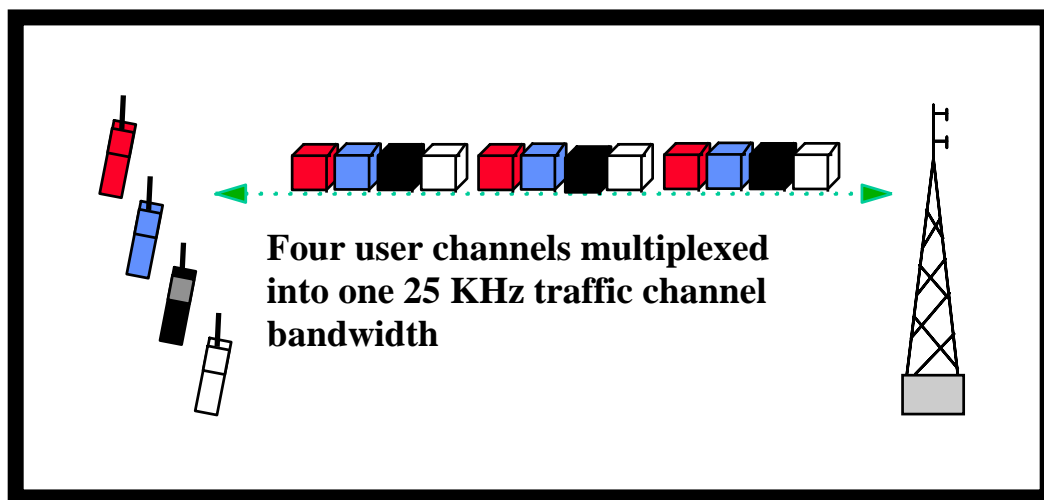 Four user channels multiplexed
into one 25 KHz traffic channel
bandwidth